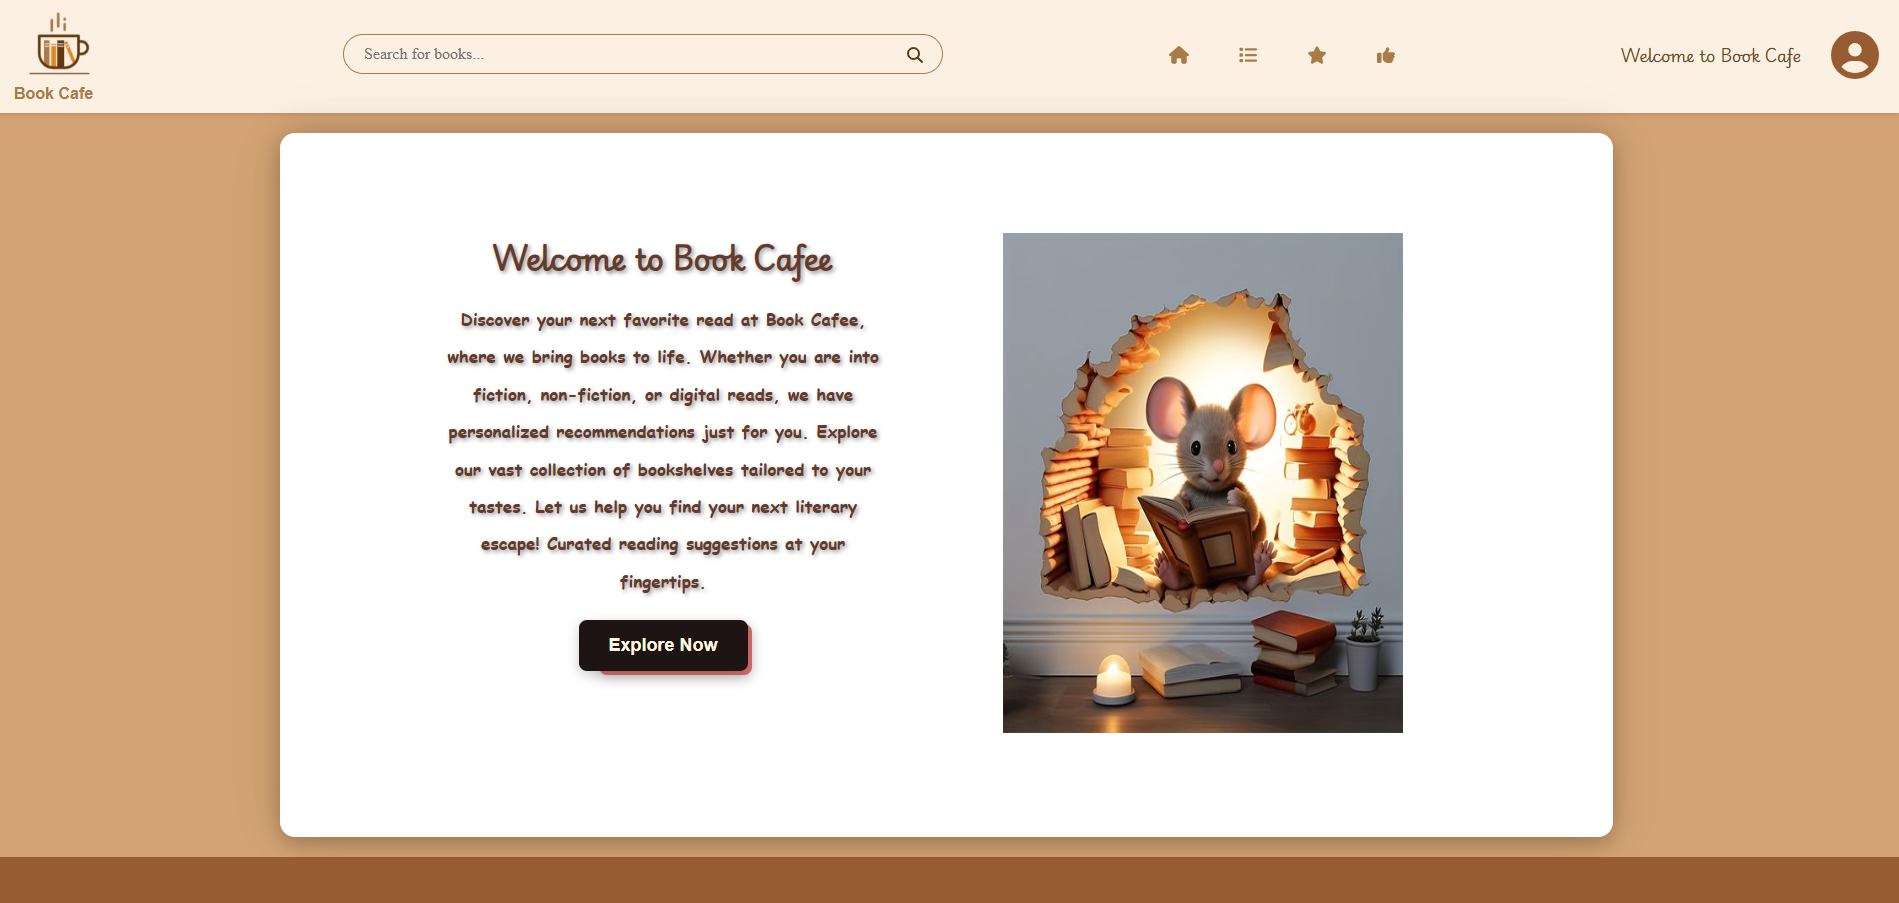 Book Cafe
Search for books...
Welcome to Book Cafe
Welcome to Book Cafee
Discover your next favorite read at Book Cafee,
where we bring books to life. Whether you are into
fiction, non-fiction, or digital reads, we have
personalized recommendations just for you. Explore
our vast collection of bookshelves tailored to your
tastes. Let us help you find your next literary
escape! Curated reading suggestions at your
fingertips.
Explore Now